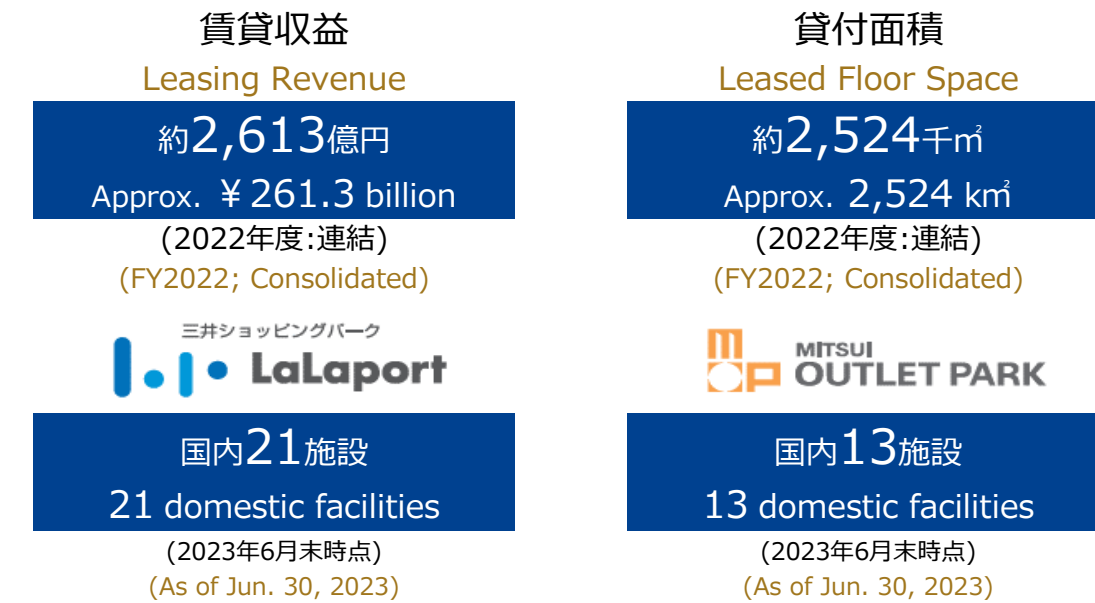 賃貸収益
Leasing Revenue
約2,613億円
Approx. ¥261.3 billion
(2022年度:連結)
(FY2022; Consolidated)
三井ショッピングパーク
LaLaport
国内21施設
21 domestic facilities
(2023年6月末時点)
(As of Jun. 30, 2023)
貸付面積
Leased Floor Space
約2,524千㎡
Approx. 2,524 k㎡
(2022年度:連結)
(FY2022; Consolidated)
mop
MITSUI
OUTLET PARK
国内13施設
13 domestic facilities
(2023年6月末時点)
(As of Jun. 30, 2023)